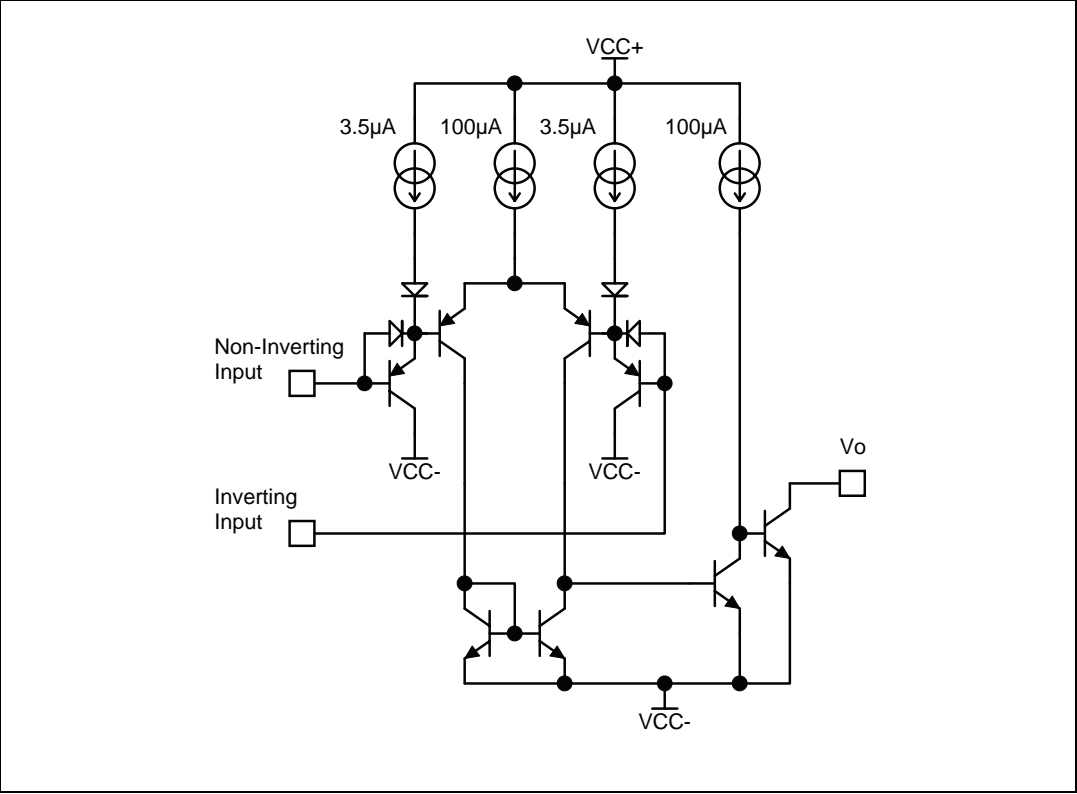 VCC+
3.5µA
100µA
3.5µA
100µA
Non-Inverting
Input
VCC-
VCC-
Vo
Inverting
Input
VCC-